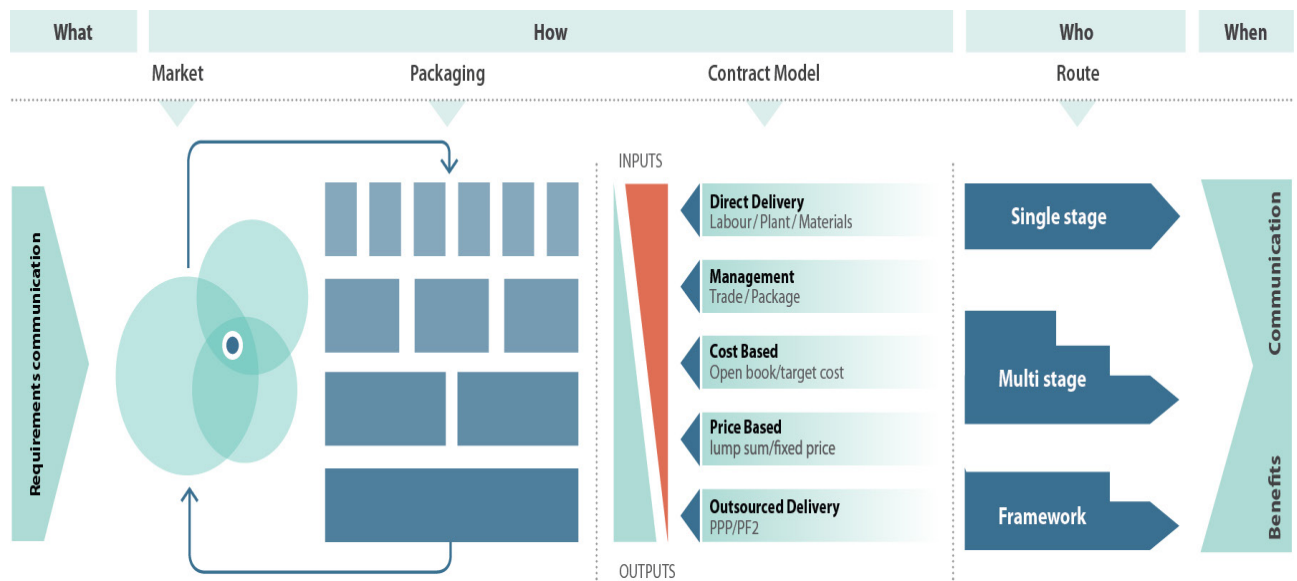 What
How
Who
When
Market
Packaging
Contract Model
Route
Requirements communication
INPUTS
Direct Delivery
Labour/Plant/Materials
Management
Trade/Package
Cost Based
Open book/target cost
Price Based
lump sum/fixed price
Outsourced Delivery
PPP/PF2
OUTPUTS
Single stage
Multi stage
Framework
Communication
Benefits